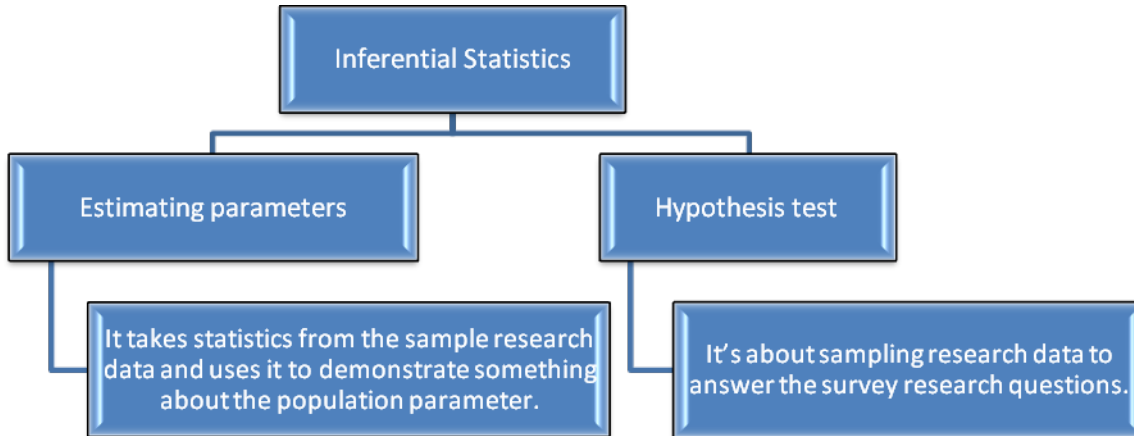 Inferential Statistics
Estimating parameters
Hypothesis test
It takes statistics from the sample research
data and uses it to demonstrate something
about the population parameter.
It's about sampling research data to
answer the survey research questions.